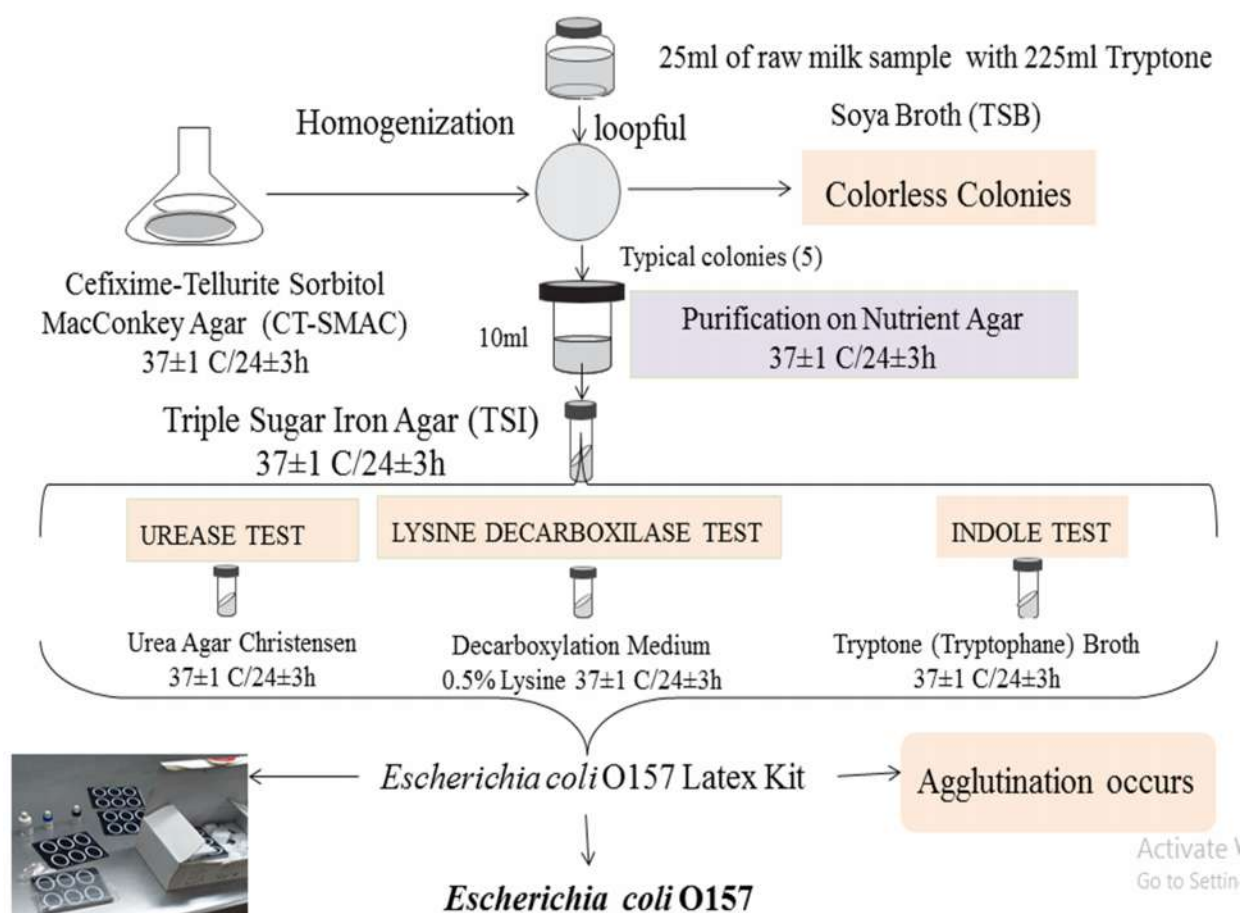 25ml of raw milk sample with 225ml Tryptone
Soya Broth (TSB)
Homogenization
loopful
Colorless Colonies
Cefixime-Tellurite Sorbitol
MacConkey Agar (CT-SMAC)
37±1 C/24±3h
Typical colonies (5)
10ml
Purification on Nutrient Agar
37±1 C/24±3h
Triple Sugar Iron Agar (TSI)
37±1 C/24±3h
UREASE TEST
LYSINE DECARBOXILASE TEST
INDOLE TEST
Urea Agar Christensen
37±1 C/24±3h
Decarboxylation Medium
0.5% Lysine 37±1 C/24±3h
Tryptone (Tryptophane) Broth
37±1 C/24±3h
Escherichia coli O157 Latex Kit
Agglutination occurs
Escherichia coli O157
Activate
Go to Settin